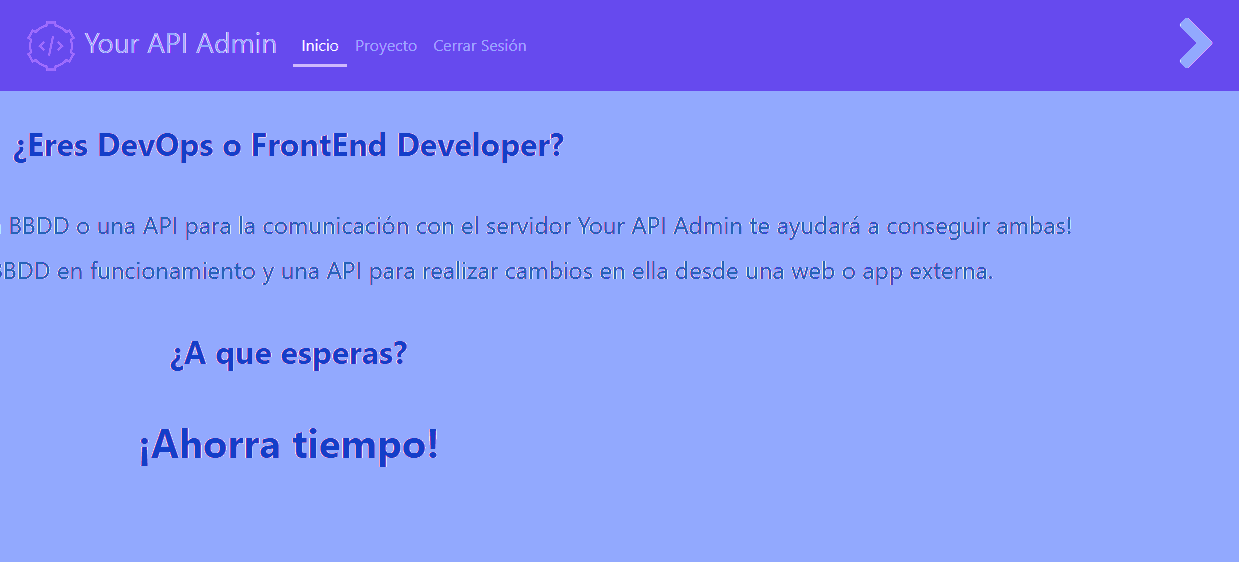 Your API Admin Inicio Proyecto Cerrar Sesión
¿Eres DevOps o FrontEnd Developer?
BBDD o una API para la comunicación con el servidor Your API Admin te ayudará a conseguir ambas!
BBDD en funcionamiento y una API para realizar cambios en ella desde una web o app externa.
¿A que esperas?
¡Ahorra tiempo!